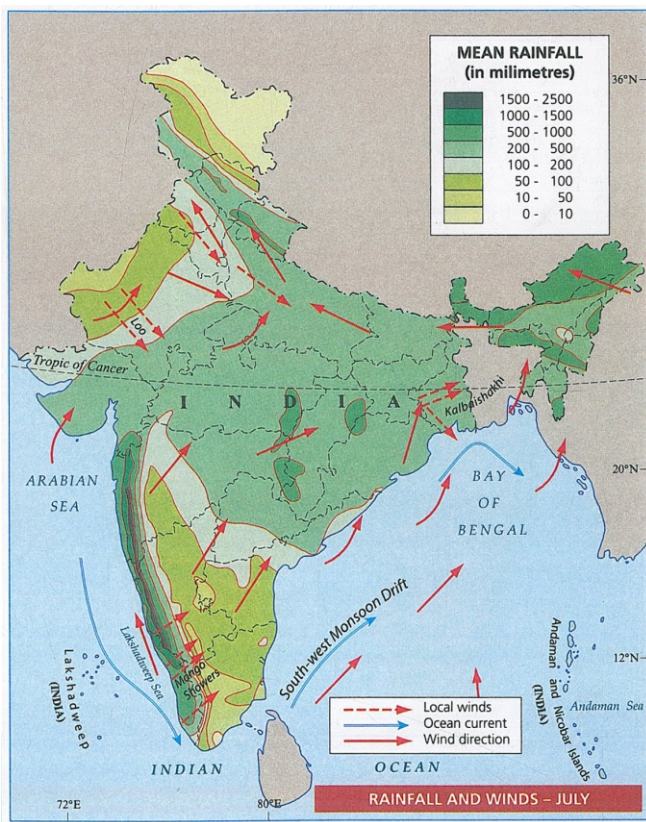 MEAN RAINFALL
(in milimetres)
1500 - 2500
1000 - 1500
500 - 1000
200 - 500
100 - 200
50 - 100
10 - 50
0 - 10
36°N
Loo
Tropic of Cancer
I N D I A
Kalbaishakhi
ARABIAN
SEA
20°N
BAY
OF
BENGAL
South-west Monsoon Drift
Lakshadweep Sea
Mango
Showers
Lakshadweep
(INDIA)
12°N
Andaman and Nicobar Islands
(INDIA)
Andaman Sea
Local winds
Ocean current
Wind direction
INDIAN
OCEAN
RAINFALL AND WINDS – JULY
72°E
80°E